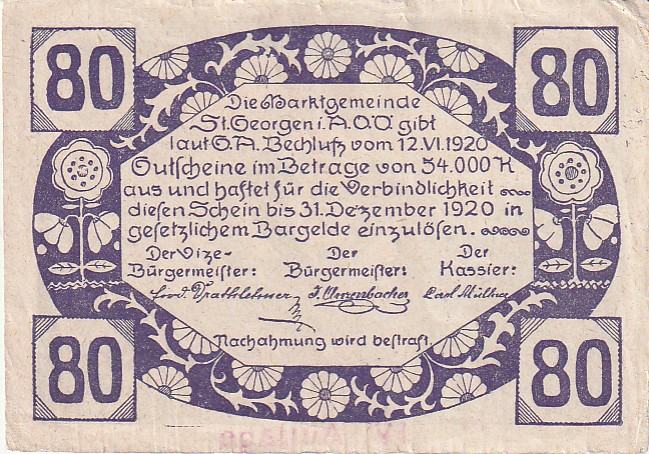 80 80
Die Marktgemeinde
St. Georgen i. A. O.Ö. gibt
laut G. A. Bechluß vom 12. VI. 1920
Gutscheine im Betrage von 54.000 K
aus und haftet für die Verbindlichkeit
diesen Schein bis 31. Dezember 1920 in
gesetzlichem Bargelde einzulösen.
Der Vize-
Bürgermeister: Der
Bürgermeister: Der
Kassier:
Nachahmung wird bestraft.
80 80
Auflage